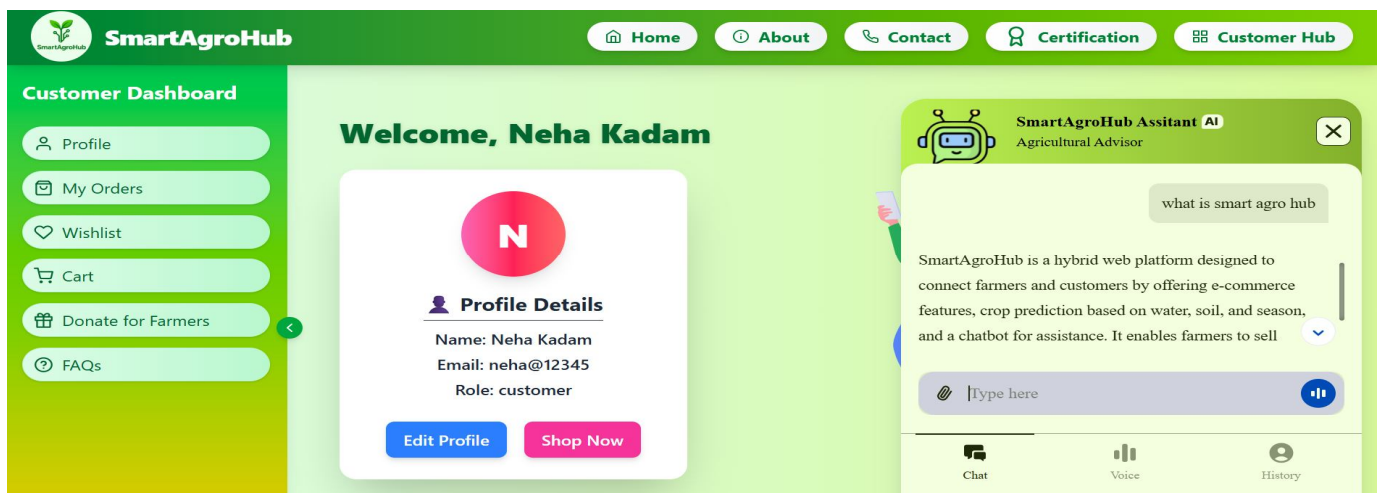 SmartAgroHub
SmartAgroHub
Home
About
Contact
Certification
Customer Hub
Customer Dashboard
Profile
My Orders
Wishlist
Cart
Donate for Farmers
FAQs
Welcome, Neha Kadam
N
Profile Details
Name: Neha Kadam
Email: neha@12345
Role: customer
Edit Profile
Shop Now
SmartAgroHub Assitant AI
Agricultural Advisor
what is smart agro hub
SmartAgroHub is a hybrid web platform designed to
connect farmers and customers by offering e-commerce
features, crop prediction based on water, soil, and season,
and a chatbot for assistance. It enables farmers to sell
Type here
Chat
Voice
History